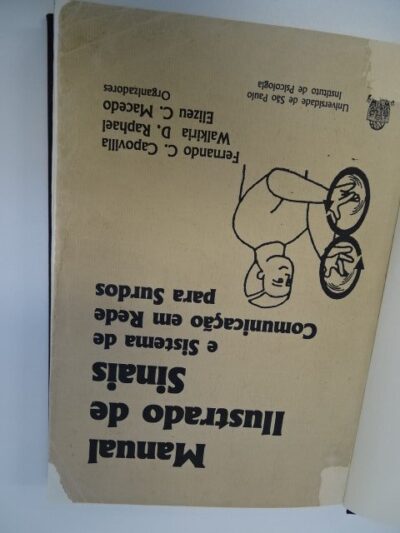 Manual
Ilustrado de
Sinais
e Sistema de
Comunicação em Rede
para Surdos
Fernando C. Capovilla
Walkiria D. Raphael
Elizeu C. Macedo
Organizadores
Universidade de São Paulo
Instituto de Psicologia